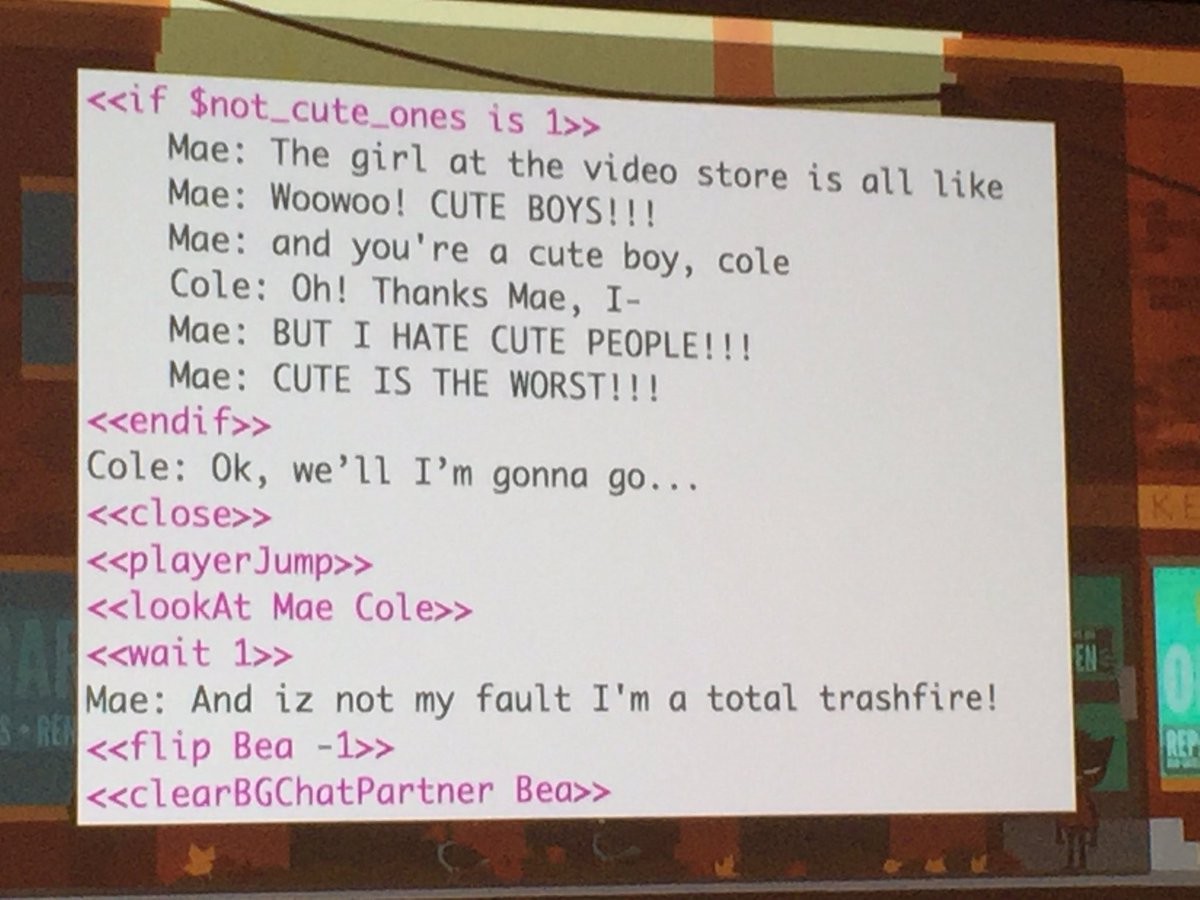 <<if $not_cute_ones is 1>>
Mae: The girl at the video store is all like
Mae: Woowoo! CUTE BOYS!!!
Mae: and you're a cute boy, cole
Cole: Oh! Thanks Mae, I-
Mae: BUT I HATE CUTE PEOPLE!!!
Mae: CUTE IS THE WORST!!!
<<endif>>
Cole: Ok, we’ll I’m gonna go...
<<close>>
<<playerJump>>
<<lookAt Mae Cole>>
<<wait 1>>
Mae: And iz not my fault I'm a total trashfire!
<<flip Bea -1>>
<<clearBGChatPartner Bea>>